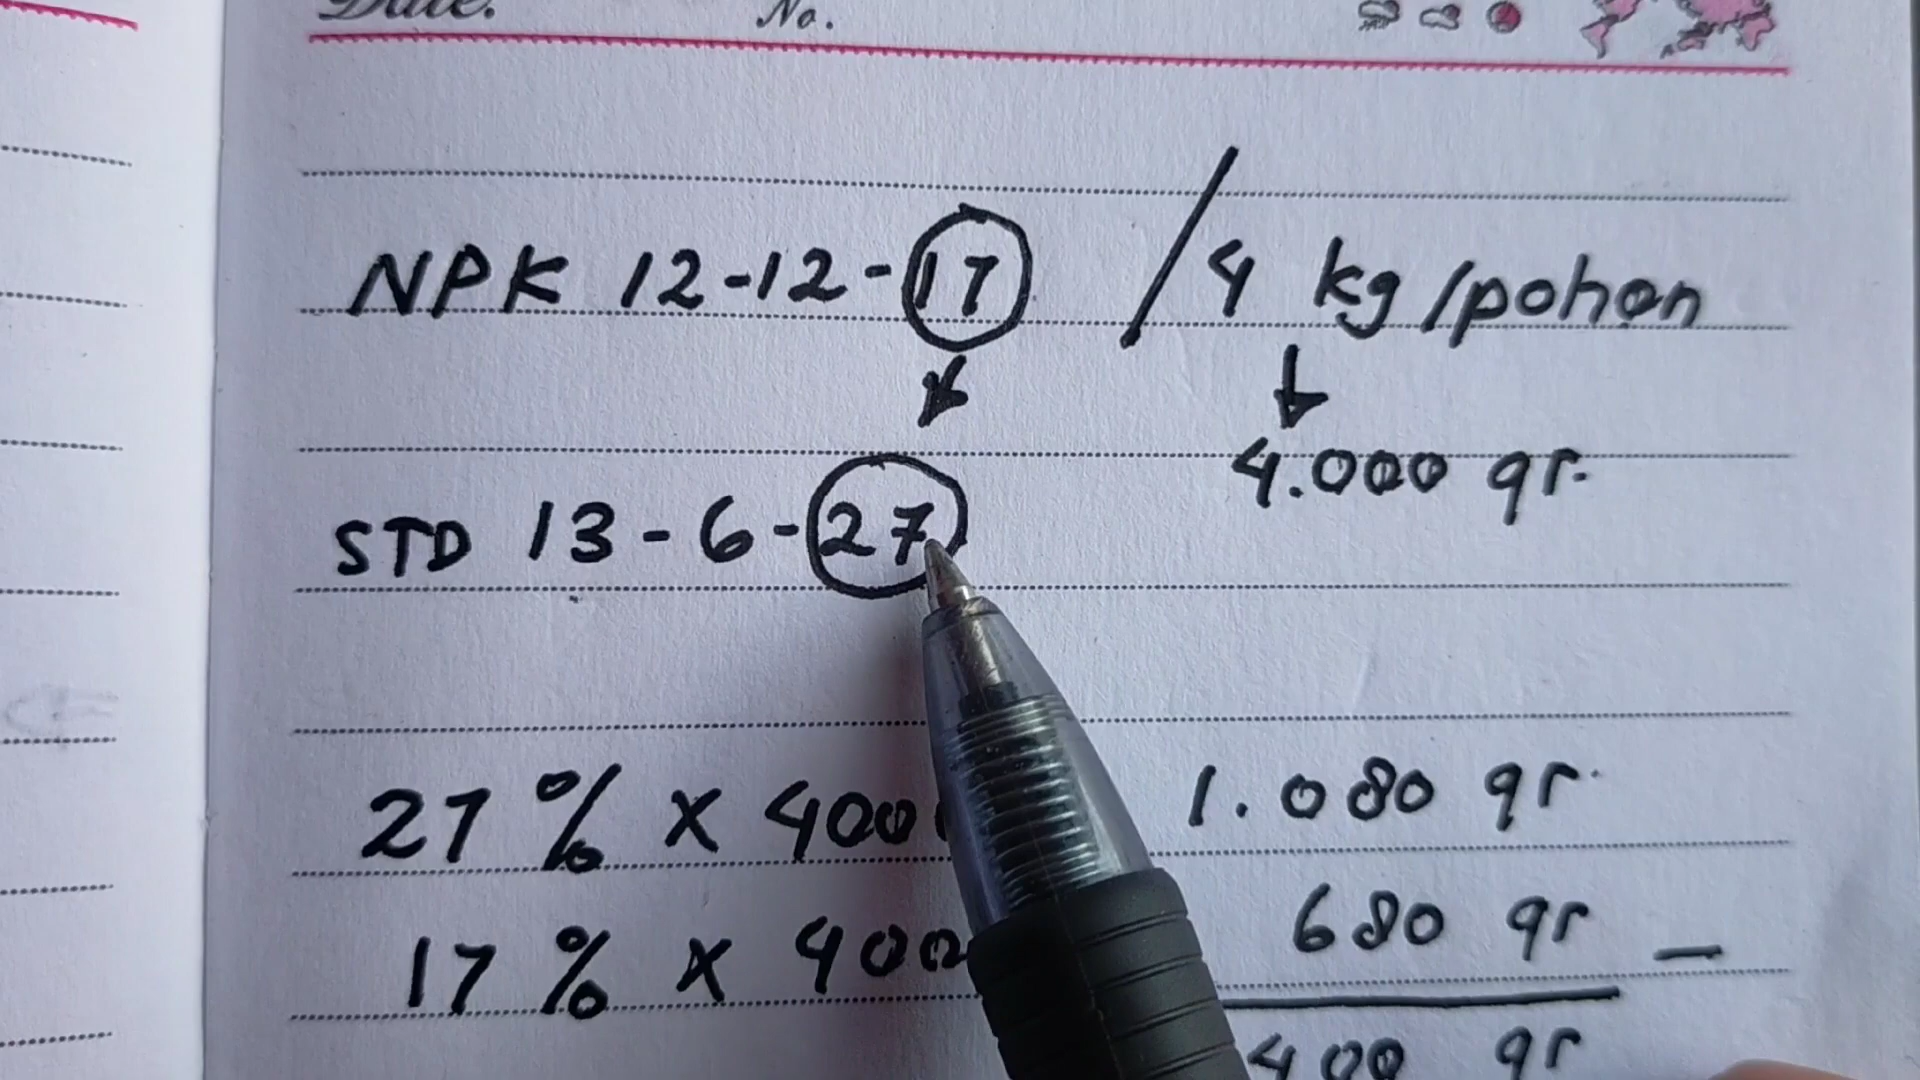 Date. No.
NPK 12-12-17 / 4 kg/pohon
4.000 gr.
STD 13-6-27
27 % x 400 1.080 gr.
17 % x 400 680 gr –
400 gr